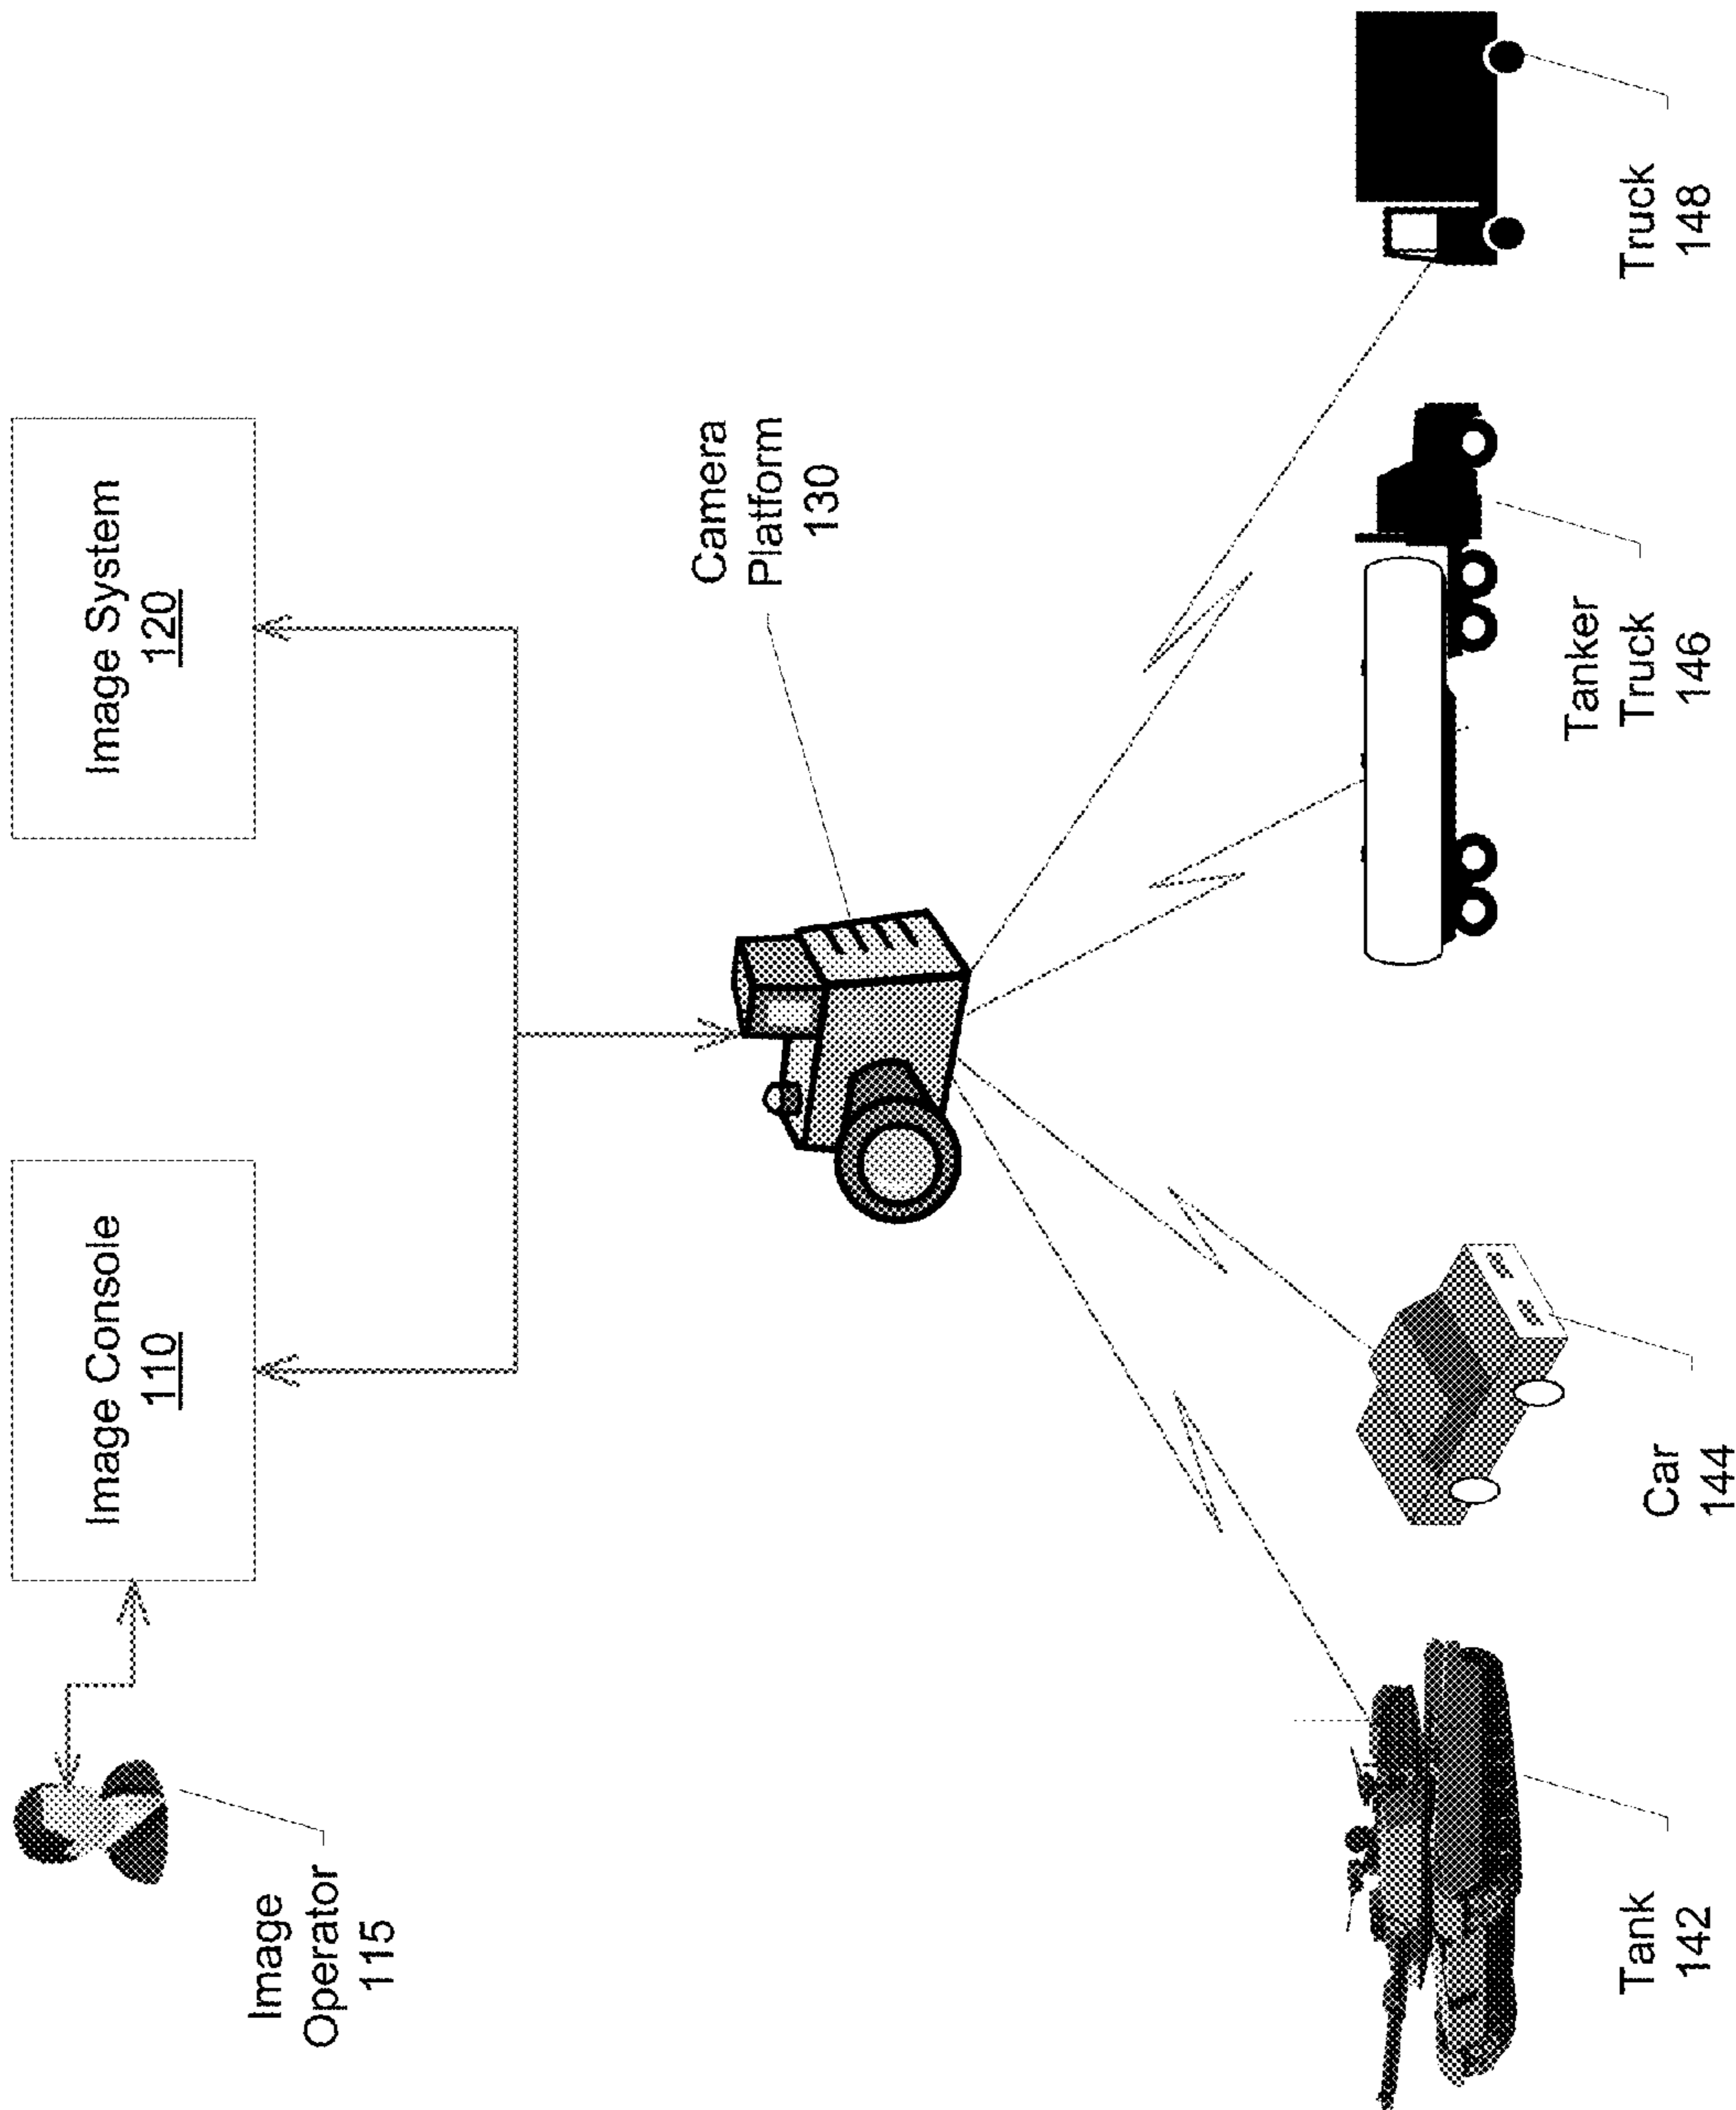 Image
Operator
115
Image Console
110
Image System
120
Camera
Platform
130
Tank
142
Car
144
Tanker
Truck
146
Truck
148